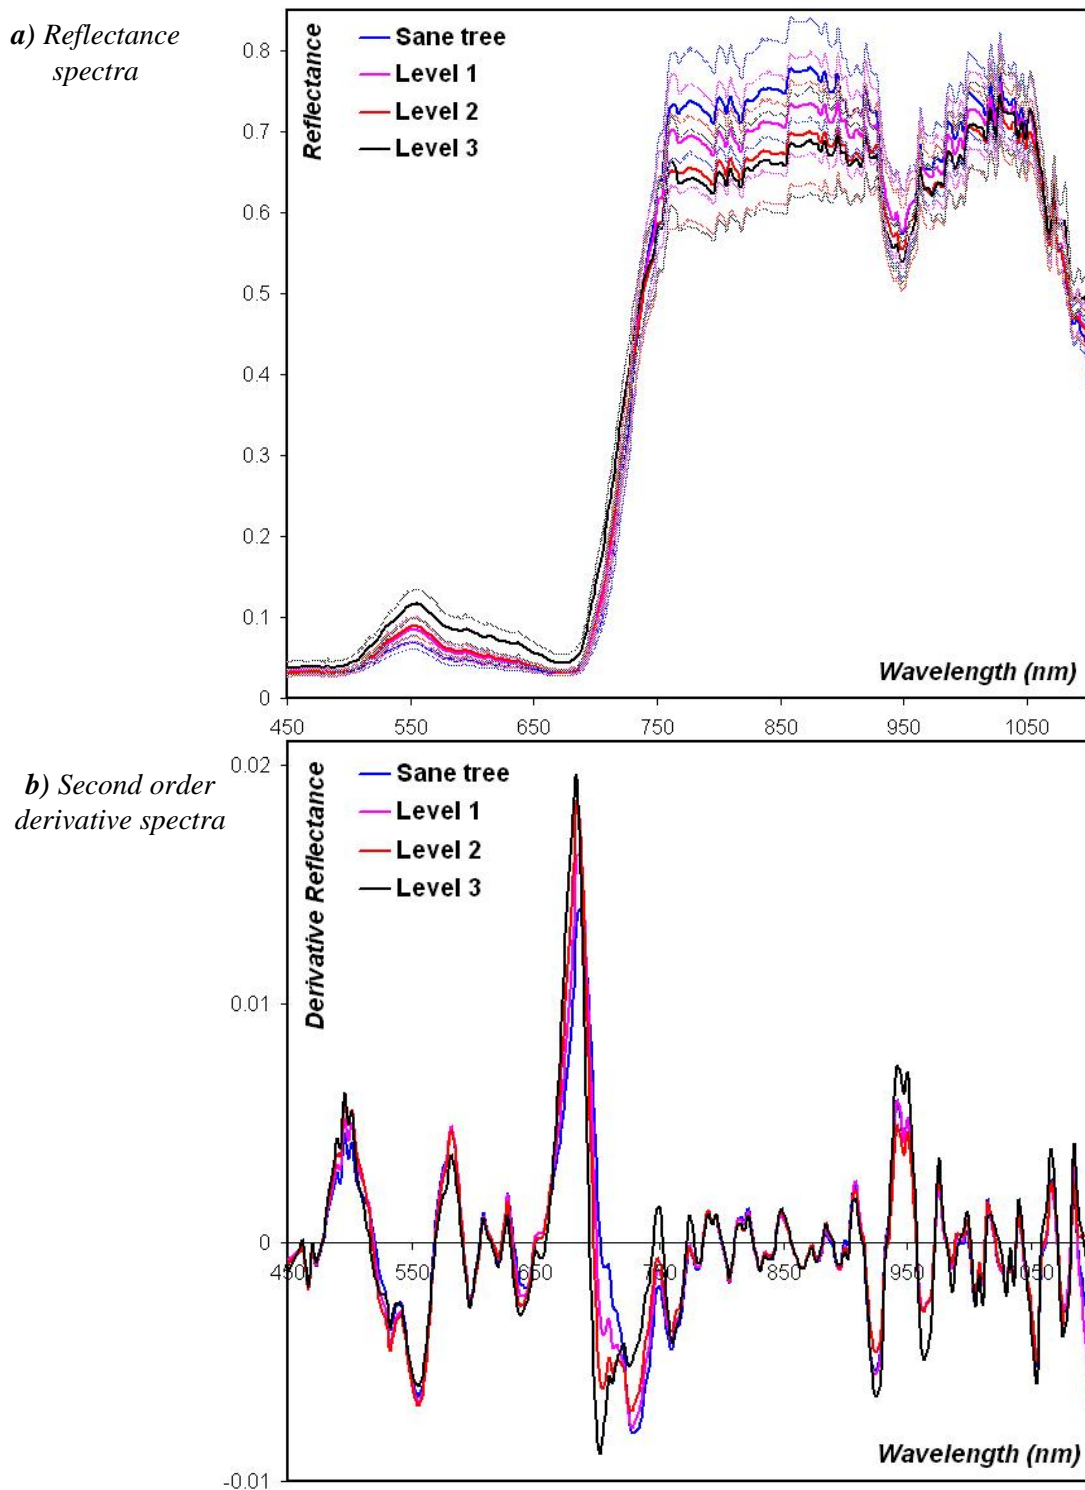 a) Reflectance
spectra
Reflectance
Sane tree
Level 1
Level 2
Level 3
0.8
0.7
0.6
0.5
0.4
0.3
0.2
0.1
0
Wavelength (nm)
450 550 650 750 850 950 1050
b) Second order
derivative spectra
Derivative Reflectance
Sane tree
Level 1
Level 2
Level 3
0.02
0.01
0
-0.01
450 550 650 750 850 950 1050
Wavelength (nm)